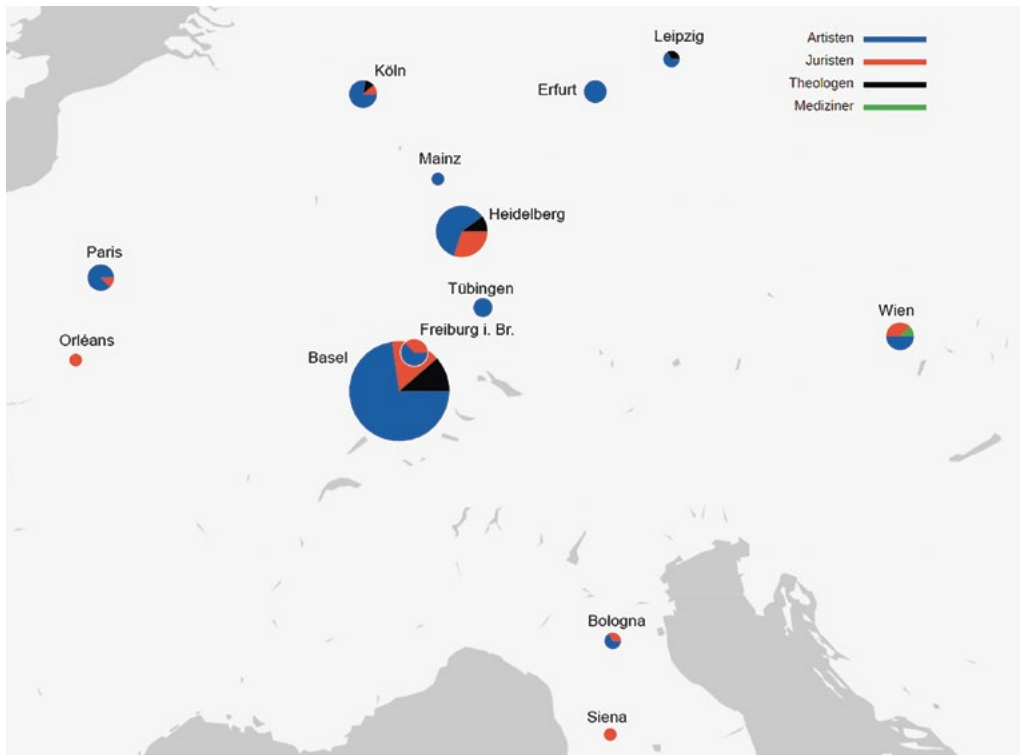 Leipzig
Artisten
Juristen
Theologen
Mediziner
Köln
Erfurt
Mainz
Heidelberg
Paris
Tübingen
Wien
Freiburg i. Br.
Orléans
Basel
Bologna
Siena